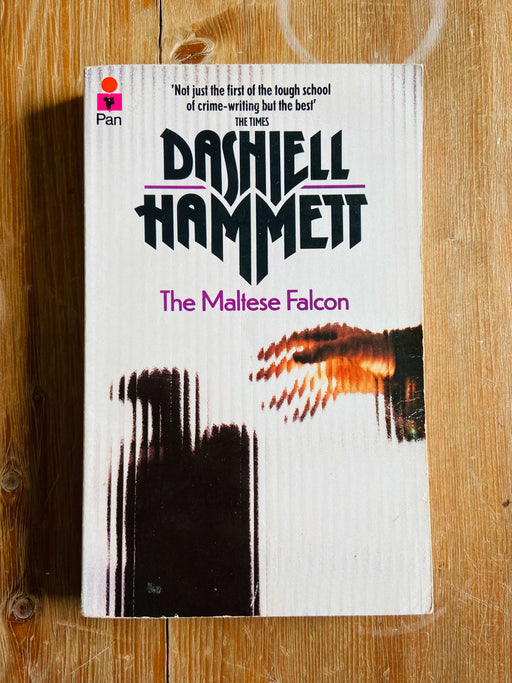 'Not just the first of the tough school
of crime-writing but the best'
THE TIMES
Pan
DASHIELL
HAMMETT
The Maltese Falcon